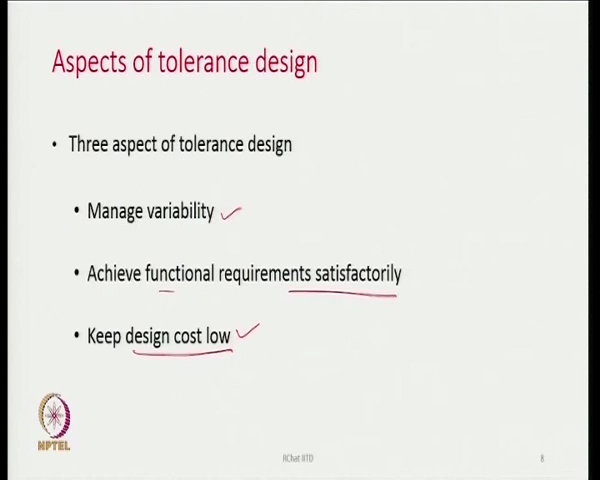 Aspects of tolerance design
• Three aspect of tolerance design
• Manage variability
• Achieve functional requirements satisfactorily
• Keep design cost low
NPTEL
RChat IITD
8